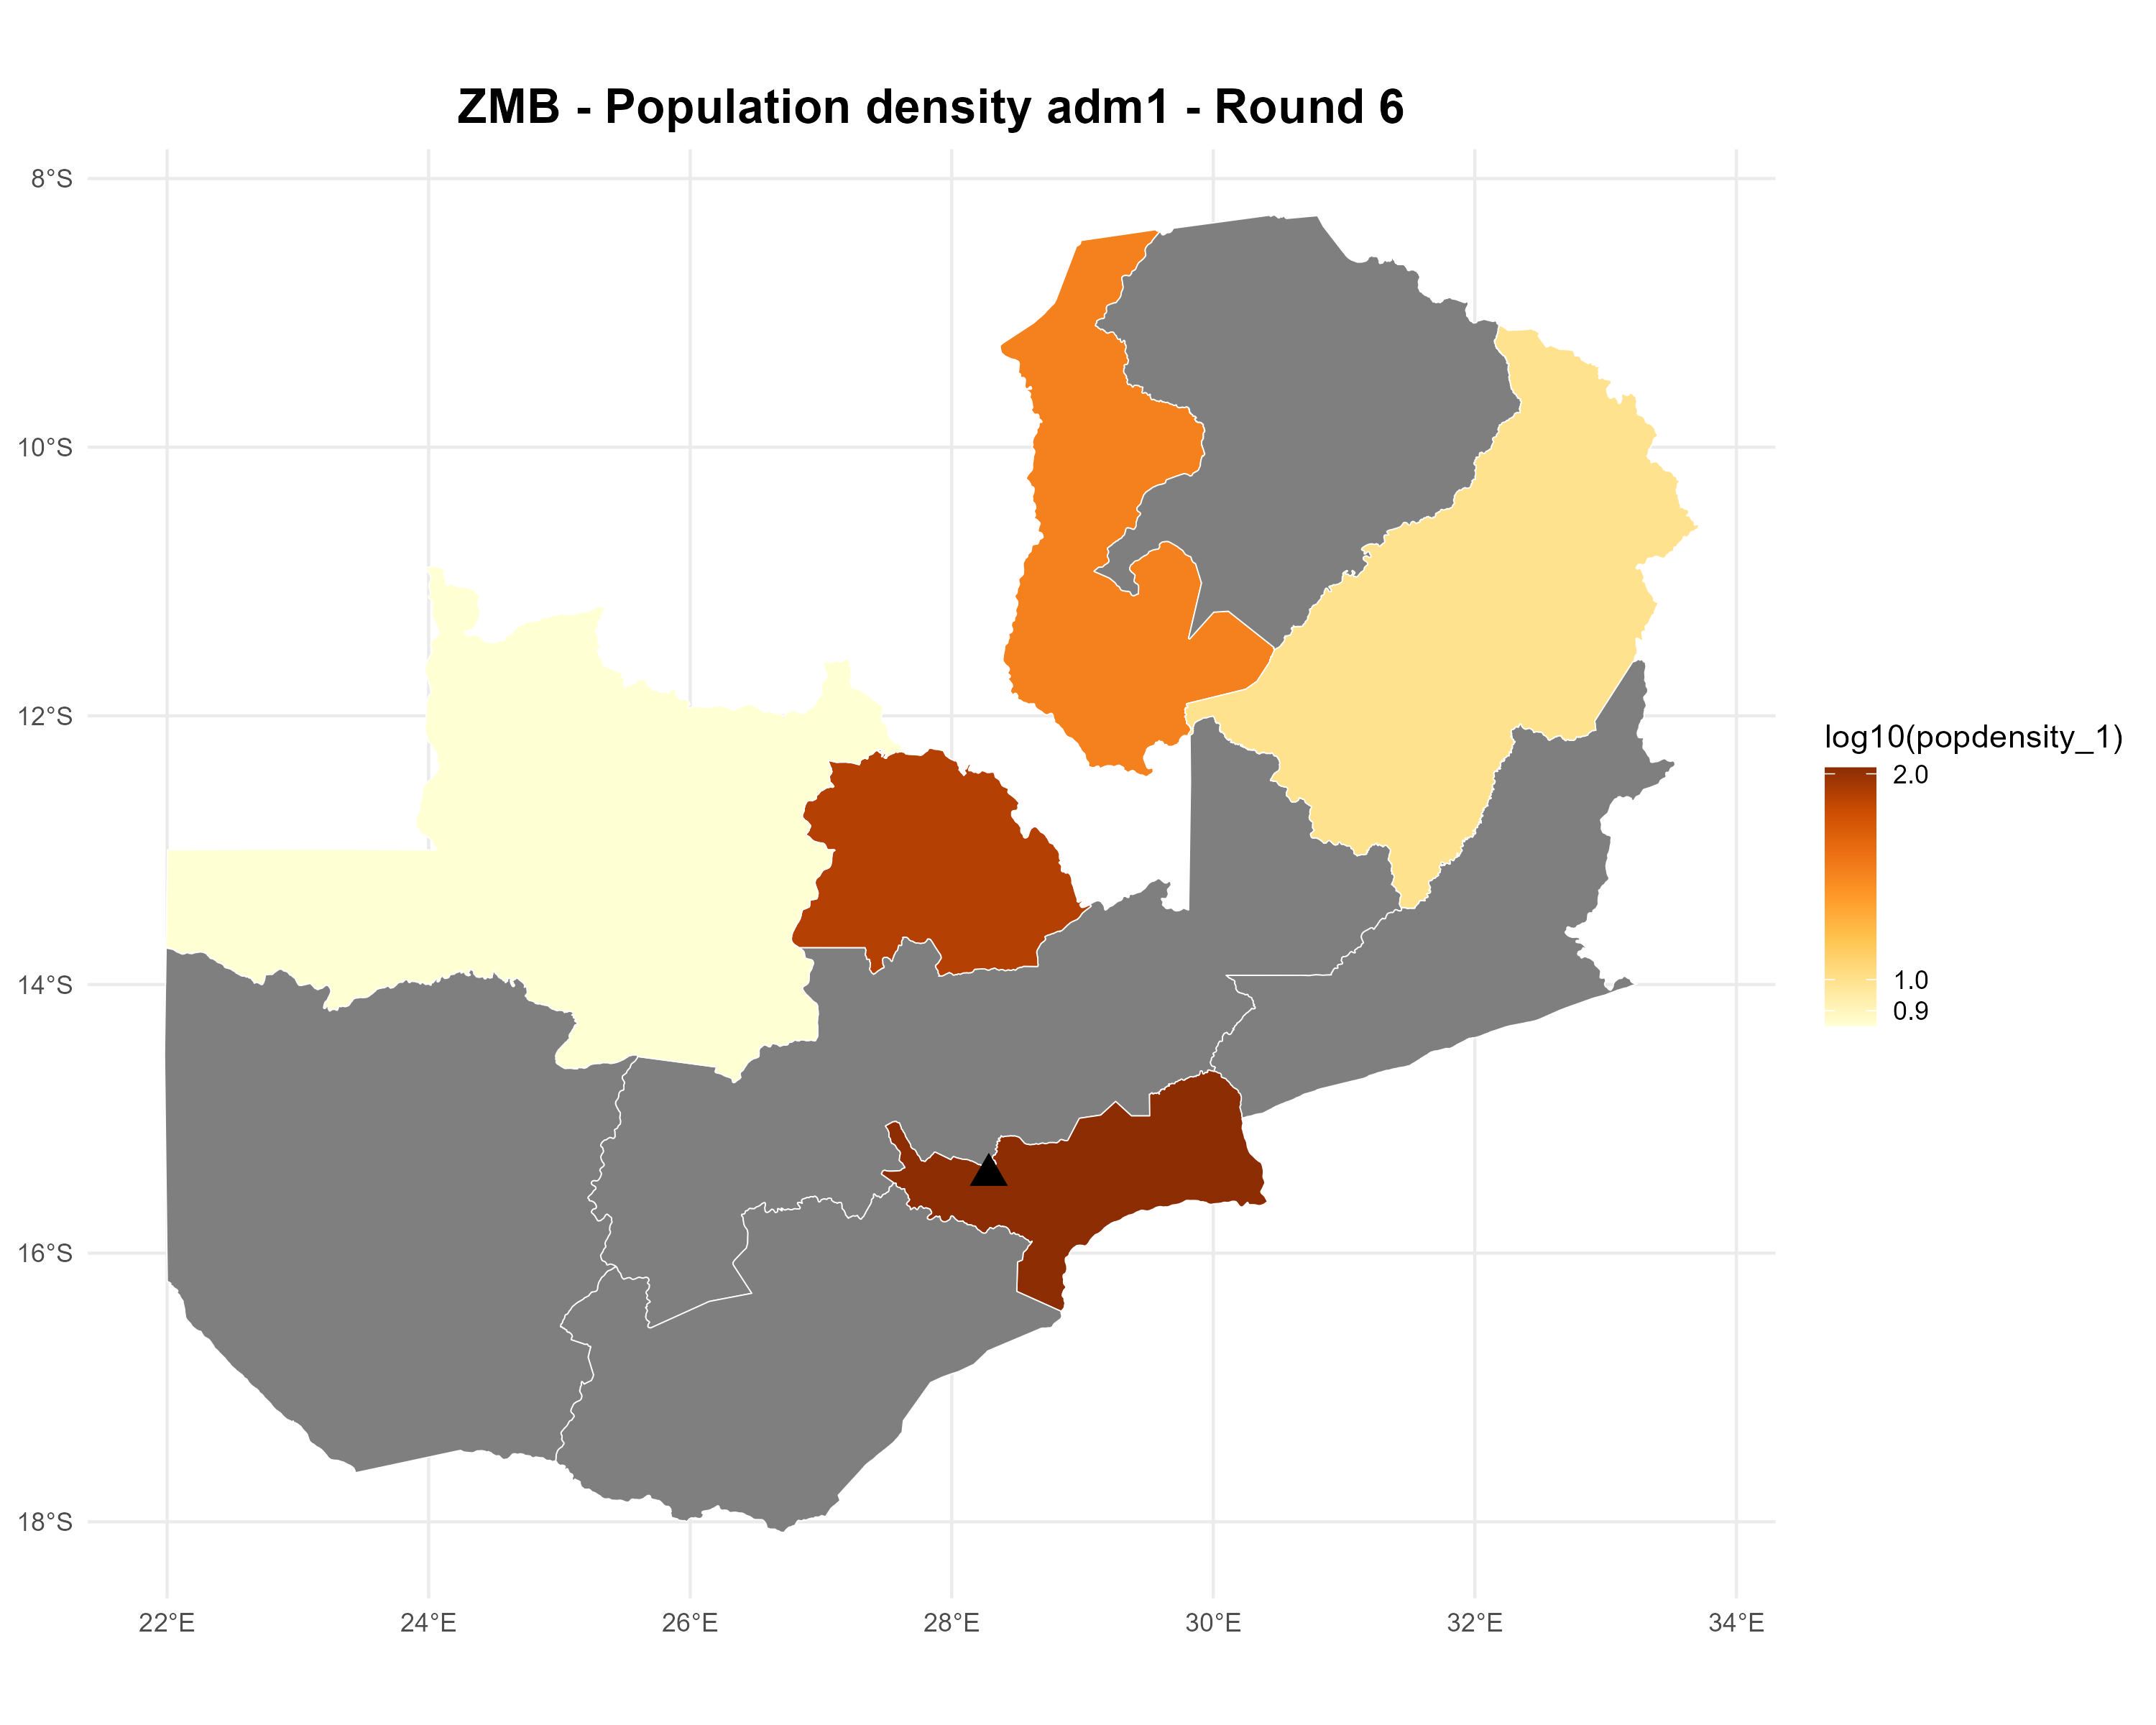 ZMB - Population density adm1 - Round 6
8°S
10°S
12°S
14°S
16°S
18°S
22°E
24°E
26°E
28°E
30°E
32°E
34°E
log10(popdensity_1)
2.0
1.0
0.9